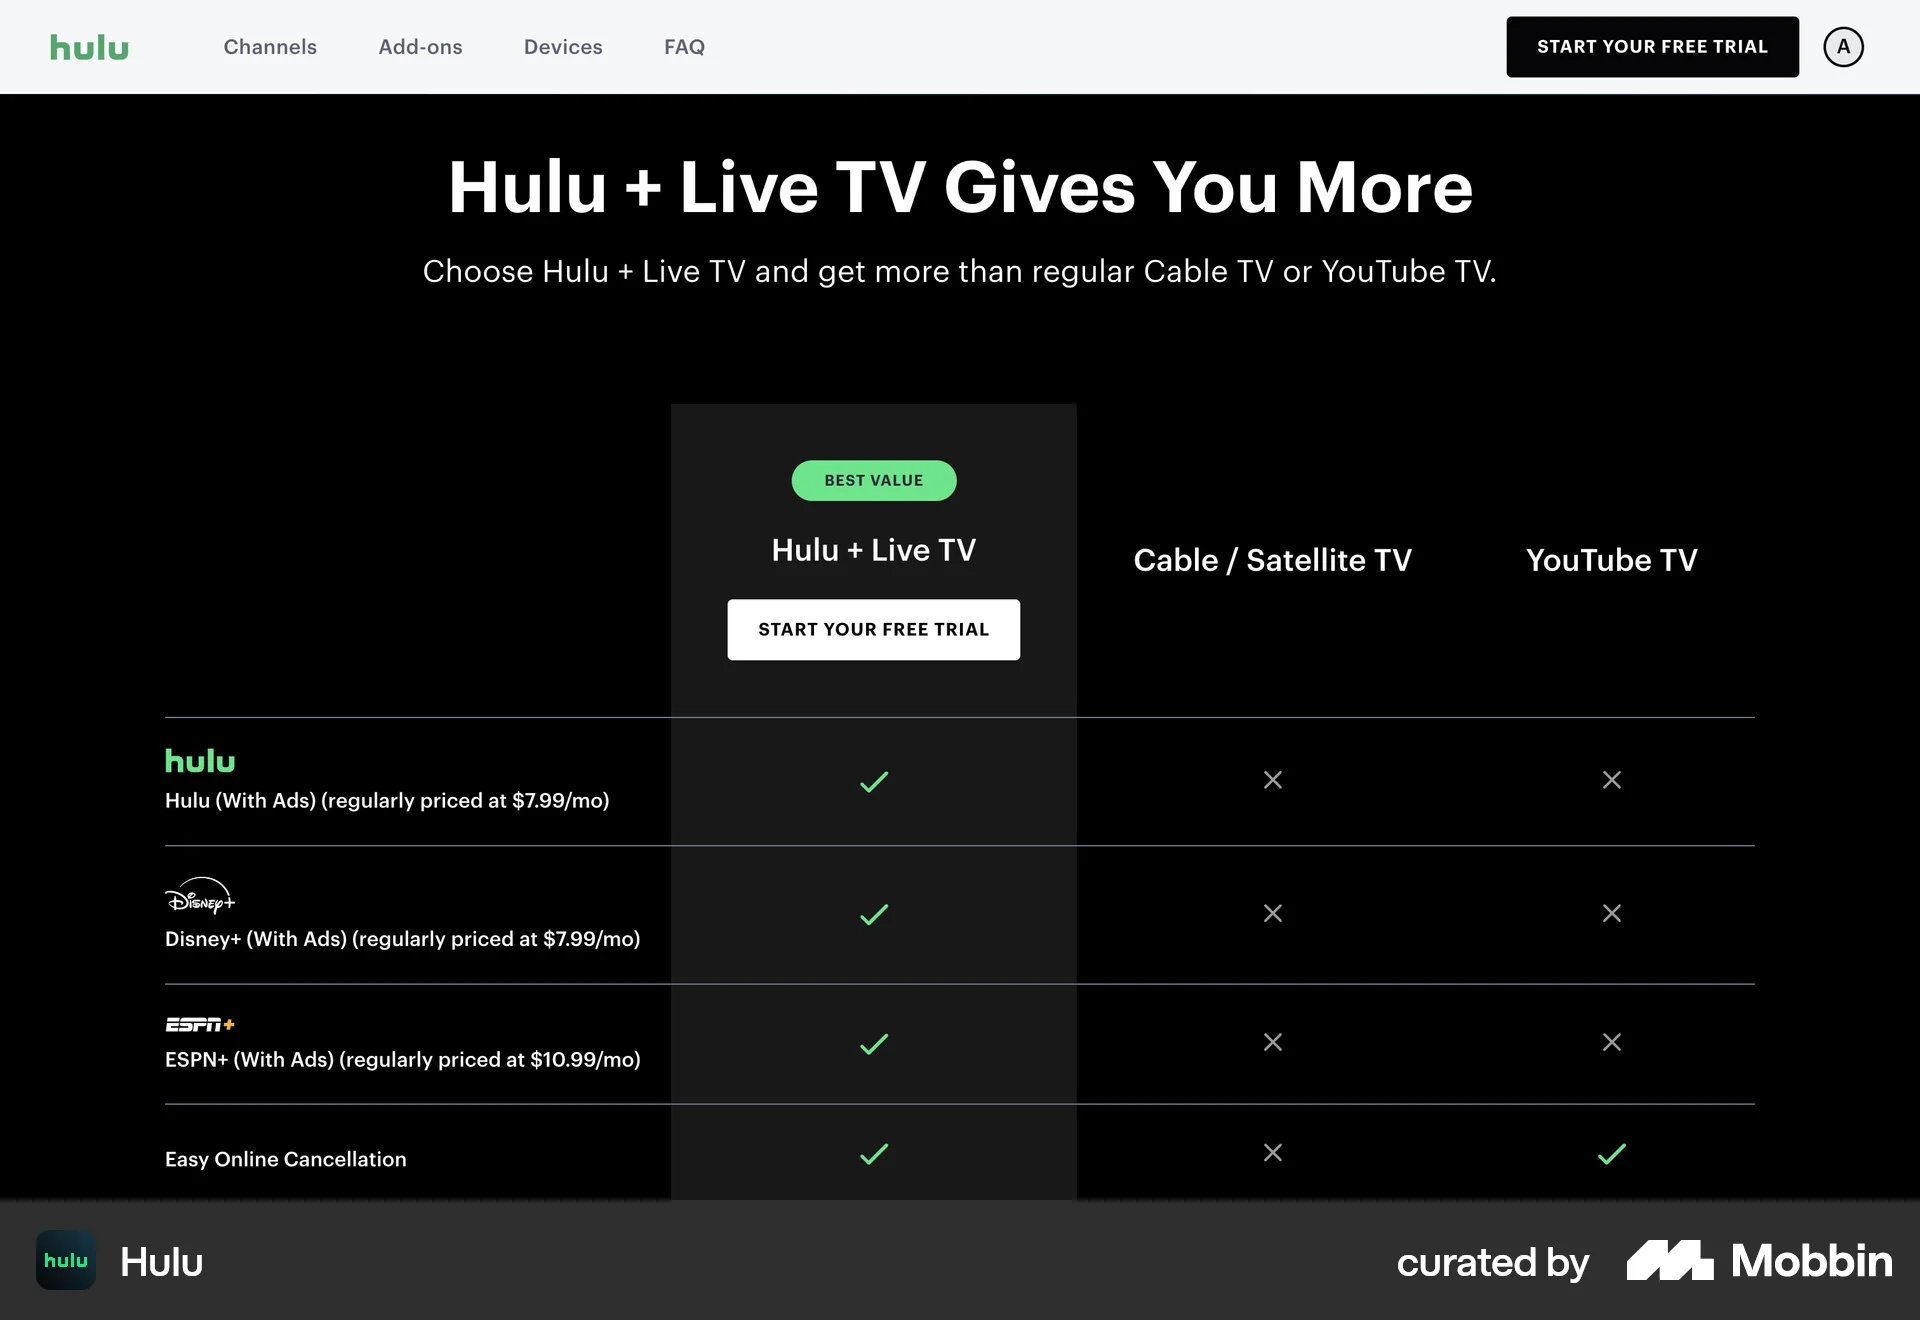 hulu
Channels
Add-ons
Devices
FAQ
START YOUR FREE TRIAL
A
Hulu + Live TV Gives You More
Choose Hulu + Live TV and get more than regular Cable TV or YouTube TV.
BEST VALUE
Hulu + Live TV
START YOUR FREE TRIAL
Cable / Satellite TV
YouTube TV
hulu
Hulu (With Ads) (regularly priced at $7.99/mo)
Disney+
Disney+ (With Ads) (regularly priced at $7.99/mo)
ESPN+
ESPN+ (With Ads) (regularly priced at $10.99/mo)
Easy Online Cancellation
hulu
Hulu
curated by
Mobbin